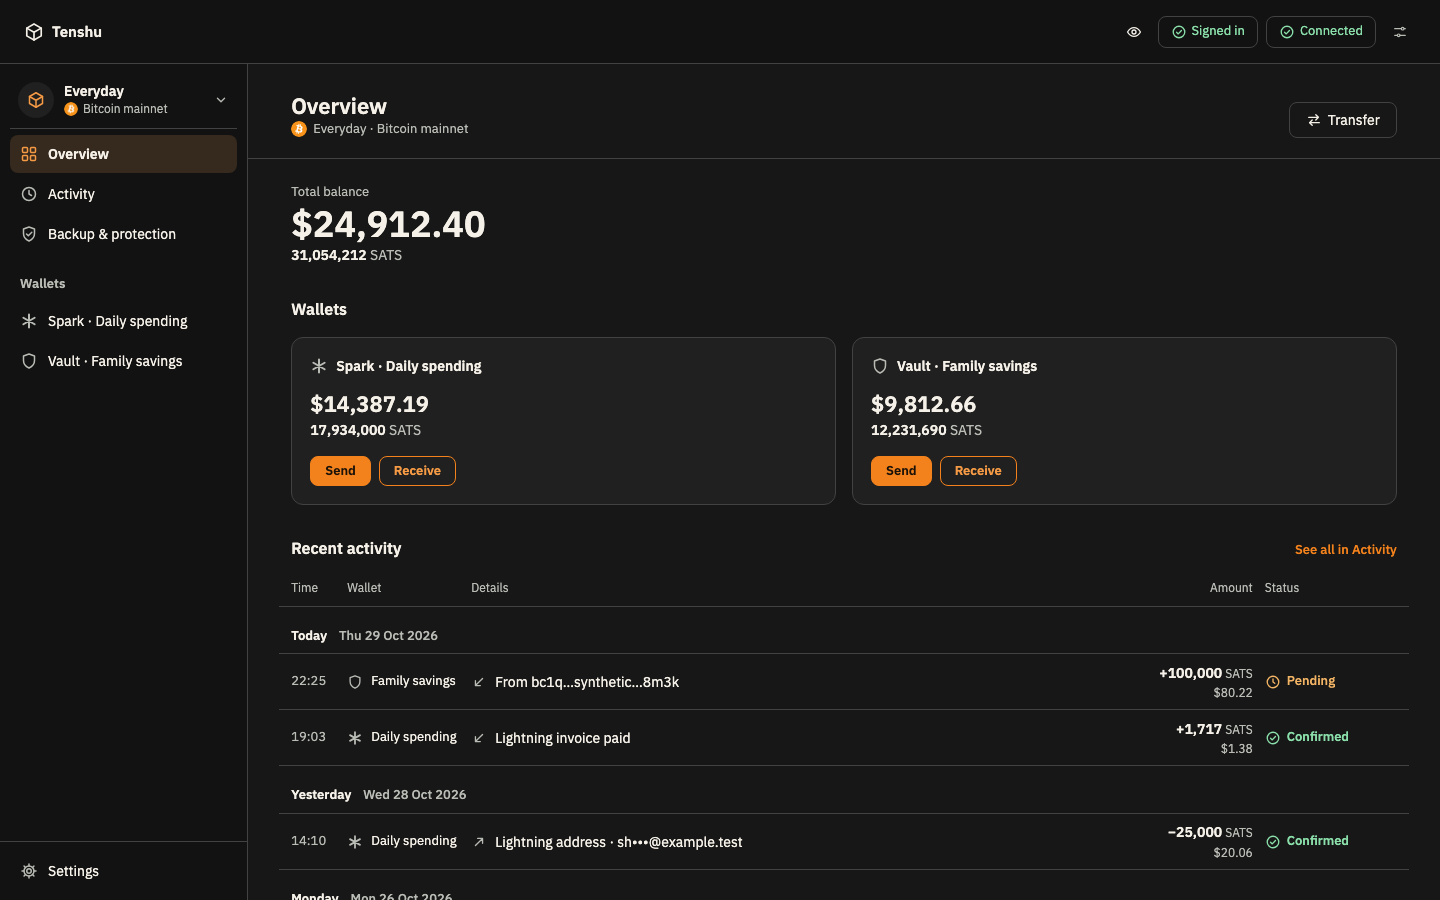 Tenshu
Signed in
Connected
Everyday
Bitcoin mainnet
Overview
Activity
Backup & protection
Wallets
Spark · Daily spending
Vault · Family savings
Settings
Overview
Everyday · Bitcoin mainnet
Transfer
Total balance
$24,912.40
31,054,212 SATS
Wallets
Spark · Daily spending
$14,387.19
17,934,000 SATS
Send Receive
Vault · Family savings
$9,812.66
12,231,690 SATS
Send Receive
Recent activity
See all in Activity
Time Wallet Details Amount Status
Today Thu 29 Oct 2026
22:25 Family savings From bc1q...synthetic...8m3k +100,000 SATS Pending
$80.22
19:03 Daily spending Lightning invoice paid +1,717 SATS Confirmed
$1.38
Yesterday Wed 28 Oct 2026
14:10 Daily spending Lightning address · sh•••@example.test −25,000 SATS Confirmed
$20.06
Monday Mon 26 Oct 2026